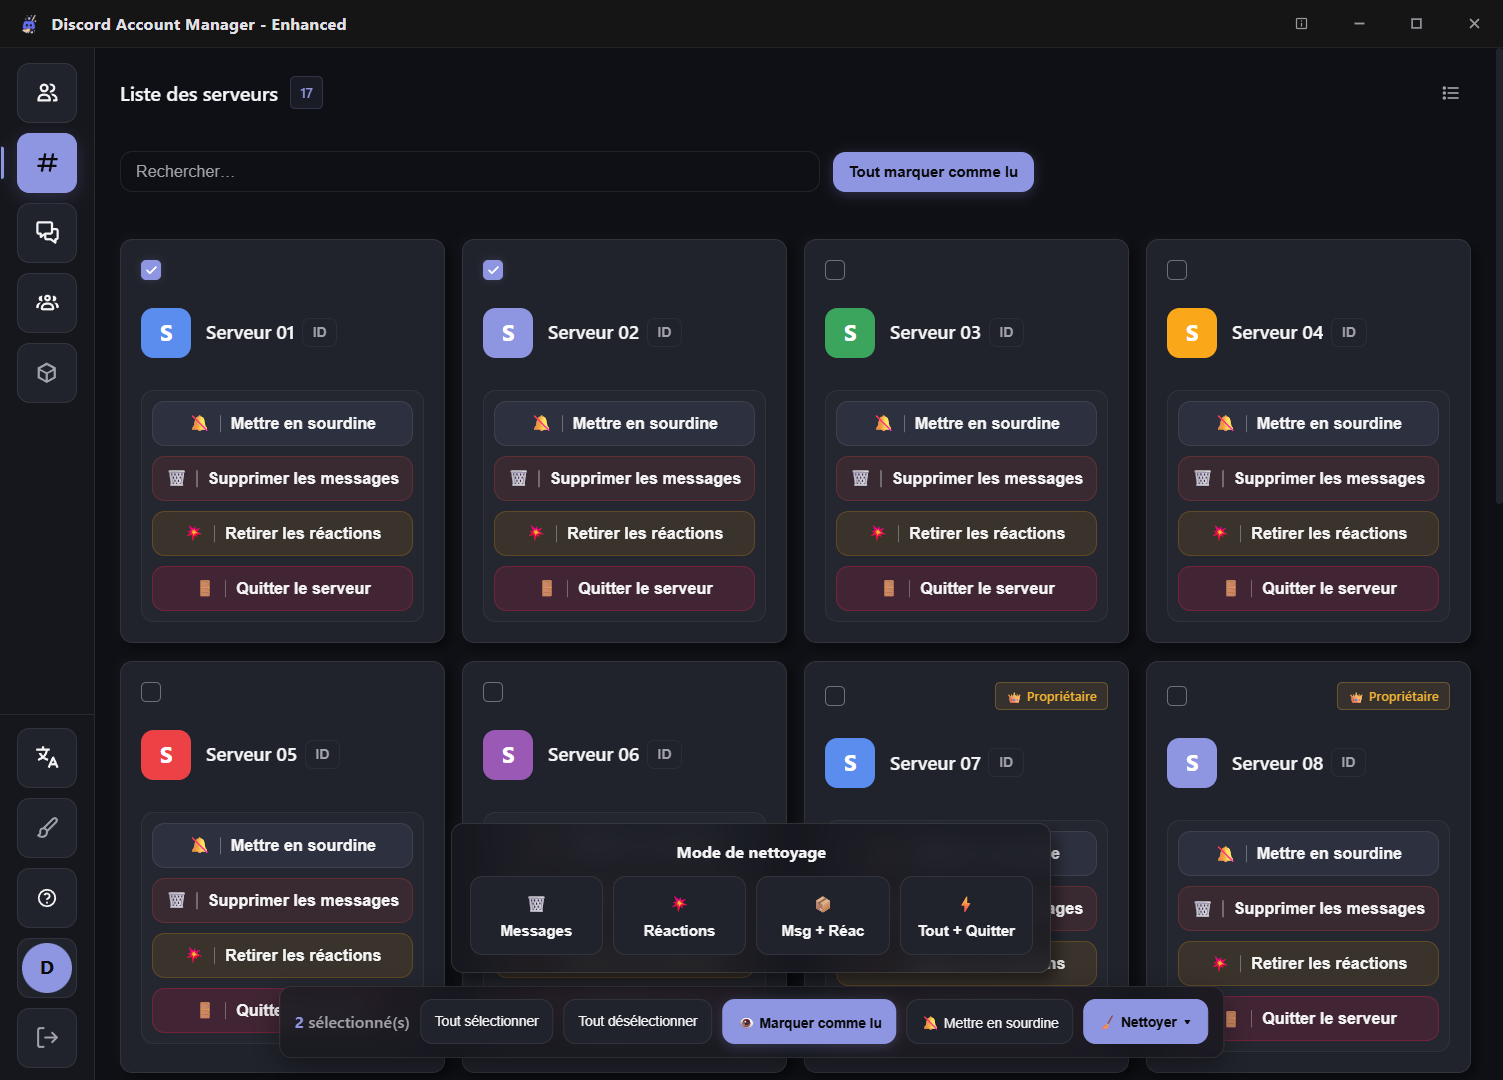 Discord Account Manager - Enhanced
Liste des serveurs 17
Rechercher...
Tout marquer comme lu
Serveur 01 ID
Mettre en sourdine
Supprimer les messages
Retirer les réactions
Quitter le serveur
Serveur 02 ID
Mettre en sourdine
Supprimer les messages
Retirer les réactions
Quitter le serveur
Serveur 03 ID
Mettre en sourdine
Supprimer les messages
Retirer les réactions
Quitter le serveur
Serveur 04 ID
Mettre en sourdine
Supprimer les messages
Retirer les réactions
Quitter le serveur
S
S
S
S
Serveur 05 ID
Mettre en sourdine
Supprimer les messages
Retirer les réactions
Quitte
Serveur 06 ID
Propriétaire
Serveur 07 ID
e
ages
ns
Propriétaire
Serveur 08 ID
Mettre en sourdine
Supprimer les messages
Retirer les réactions
Quitter le serveur
S
S
S
S
Mode de nettoyage
Messages
Réactions
Msg + Réac
Tout + Quitter
2 sélectionné(s)
Tout sélectionner
Tout désélectionner
Marquer comme lu
Mettre en sourdine
Nettoyer
D